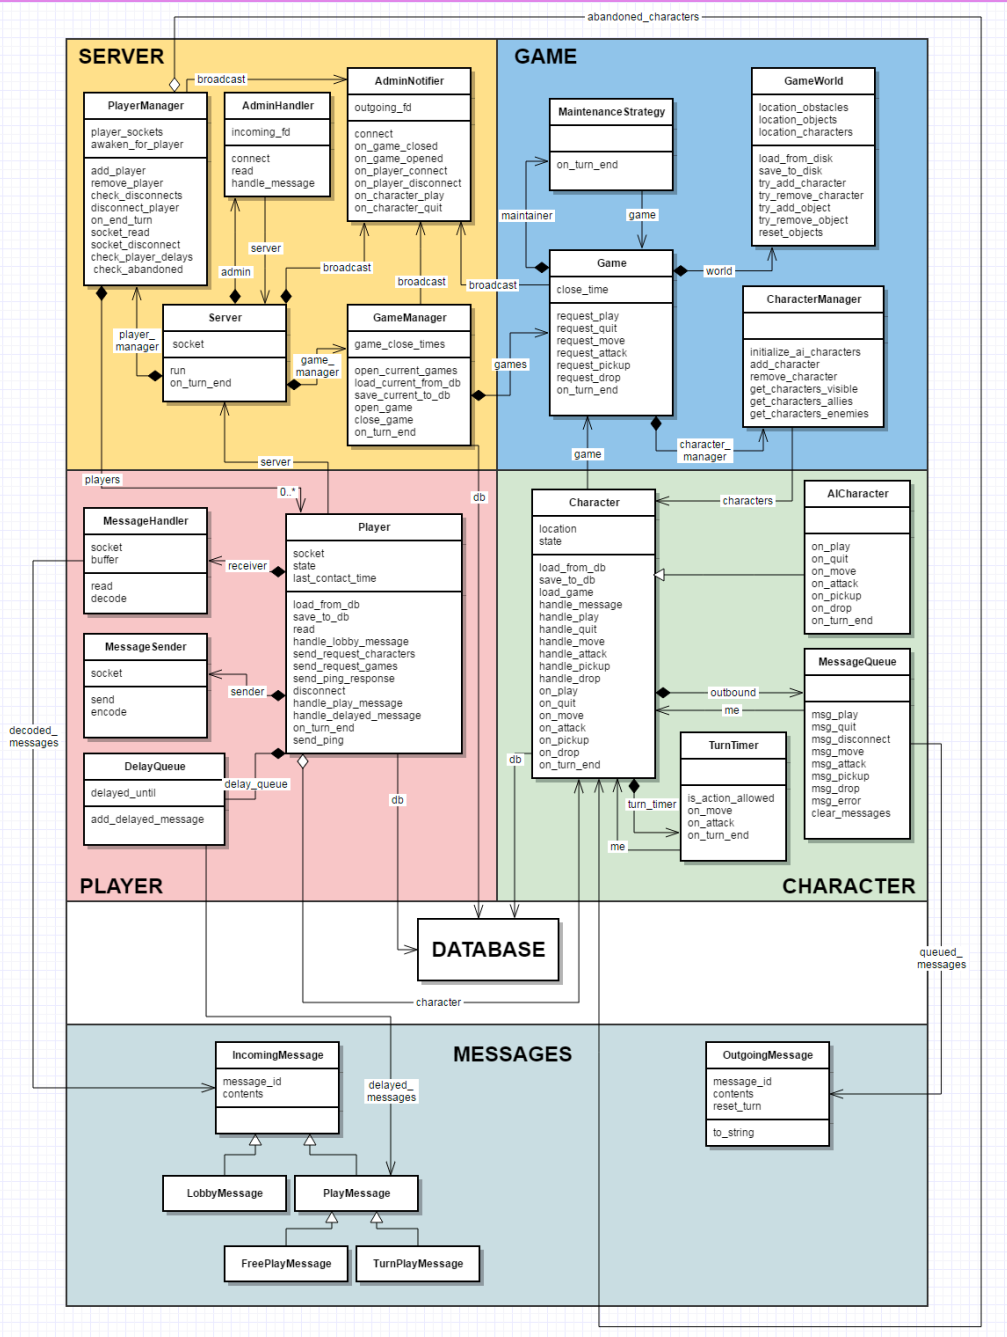 abandoned_characters
SERVER
broadcast
PlayerManager
player_sockets
awaken_for_player
add_player
remove_player
check_disconnects
disconnect_player
on_end_turn
socket_read
socket_disconnect
check_player_delays
check_abandoned
AdminHandler
incoming_fd
connect
read
handle_message
AdminNotifier
outgoing_fd
connect
on_game_closed
on_game_opened
on_player_connect
on_player_disconnect
on_character_play
on_character_quit
server
admin
broadcast
broadcast
broadcast
player_
manager
Server
socket
run
on_turn_end
game_
manager
GameManager
game_close_times
open_current_games
load_current_from_db
save_current_to_db
open_game
close_game
on_turn_end
games
server
db
GAME
MaintenanceStrategy
on_turn_end
maintainer
game
GameWorld
location_obstacles
location_objects
location_characters
load_from_disk
save_to_disk
try_add_character
try_remove_character
try_add_object
try_remove_object
reset_objects
Game
close_time
request_play
request_quit
request_move
request_attack
request_pickup
request_drop
on_turn_end
world
CharacterManager
initialize_ai_characters
add_character
remove_character
get_characters_visible
get_characters_allies
get_characters_enemies
character_
manager
game
players
0..*
MessageHandler
socket
buffer
read
decode
receiver
Player
socket
state
last_contact_time
load_from_db
save_to_db
read
handle_lobby_message
send_request_characters
send_request_games
send_ping_response
disconnect
handle_play_message
handle_delayed_message
on_turn_end
send_ping
MessageSender
socket
send
encode
sender
decoded_
messages
DelayQueue
delayed_until
add_delayed_message
delay_queue
db
PLAYER
characters
Character
location
state
load_from_db
save_to_db
load_game
handle_message
handle_play
handle_quit
handle_move
handle_attack
handle_pickup
handle_drop
on_play
on_quit
on_move
on_attack
on_pickup
on_drop
on_turn_end
AICharacter
on_play
on_quit
on_move
on_attack
on_pickup
on_drop
on_turn_end
outbound
me
MessageQueue
msg_play
msg_quit
msg_disconnect
msg_move
msg_attack
msg_pickup
msg_drop
msg_error
clear_messages
db
TurnTimer
is_action_allowed
on_move
on_attack
on_turn_end
turn_timer
me
CHARACTER
DATABASE
queued_
messages
character
MESSAGES
IncomingMessage
message_id
contents
delayed_
messages
OutgoingMessage
message_id
contents
reset_turn
to_string
LobbyMessage
PlayMessage
FreePlayMessage
TurnPlayMessage